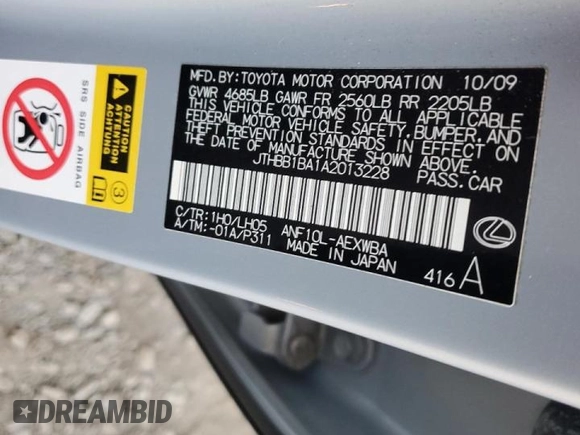 MFD.BY:TOYOTA MOTOR CORPORATION 10/09
GVWR 4685LB GAWR FR 2560LB RR 2205LB
THIS VEHICLE CONFORMS TO ALL APPLICABLE
FEDERAL MOTOR VEHICLE SAFETY, BUMPER, AND
THEFT PREVENTION STANDARDS IN EFFECT ON
THE DATE OF MANUFACTURE SHOWN ABOVE.
JTHBB1BA1A2013228 PASS.CAR
C/TR:1H0/LH05 ANF10L-AEXWBA
A/TM:-01A/P311 MADE IN JAPAN
416A
SRS SIDE AIRBAG
CAUTION
ATTENTION
3
DREAMBID